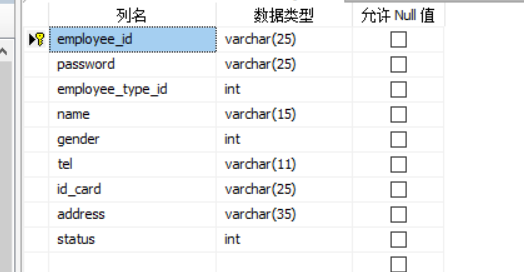 列名 数据类型 允许 Null 值
employee_id varchar(25)
password varchar(25)
employee_type_id int
name varchar(15)
gender int
tel varchar(11)
id_card varchar(25)
address varchar(35)
status int